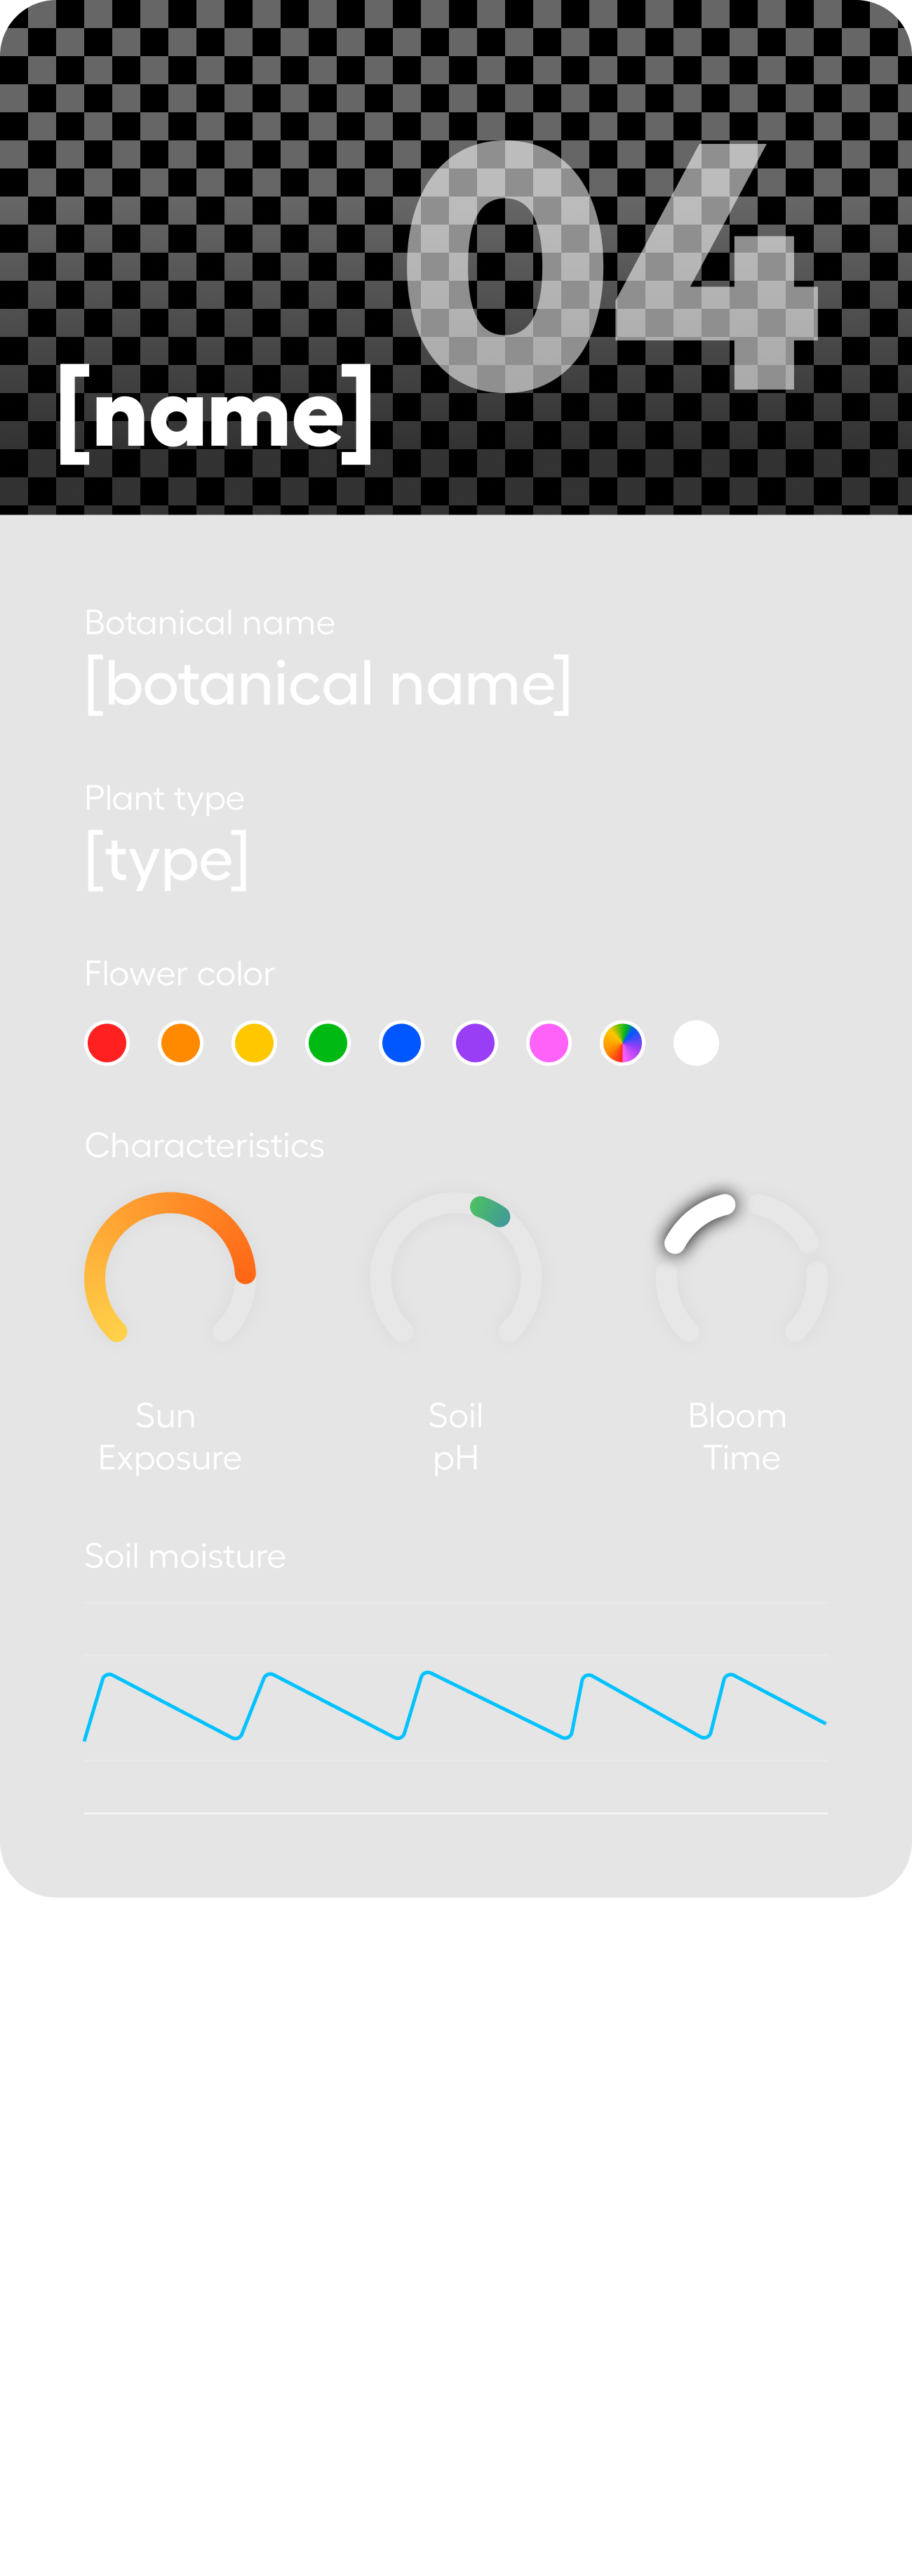 04
[name]
Botanical name
[botanical name]
Plant type
[type]
Flower color
Characteristics
Sun
Exposure
Soil
pH
Bloom
Time
Soil moisture